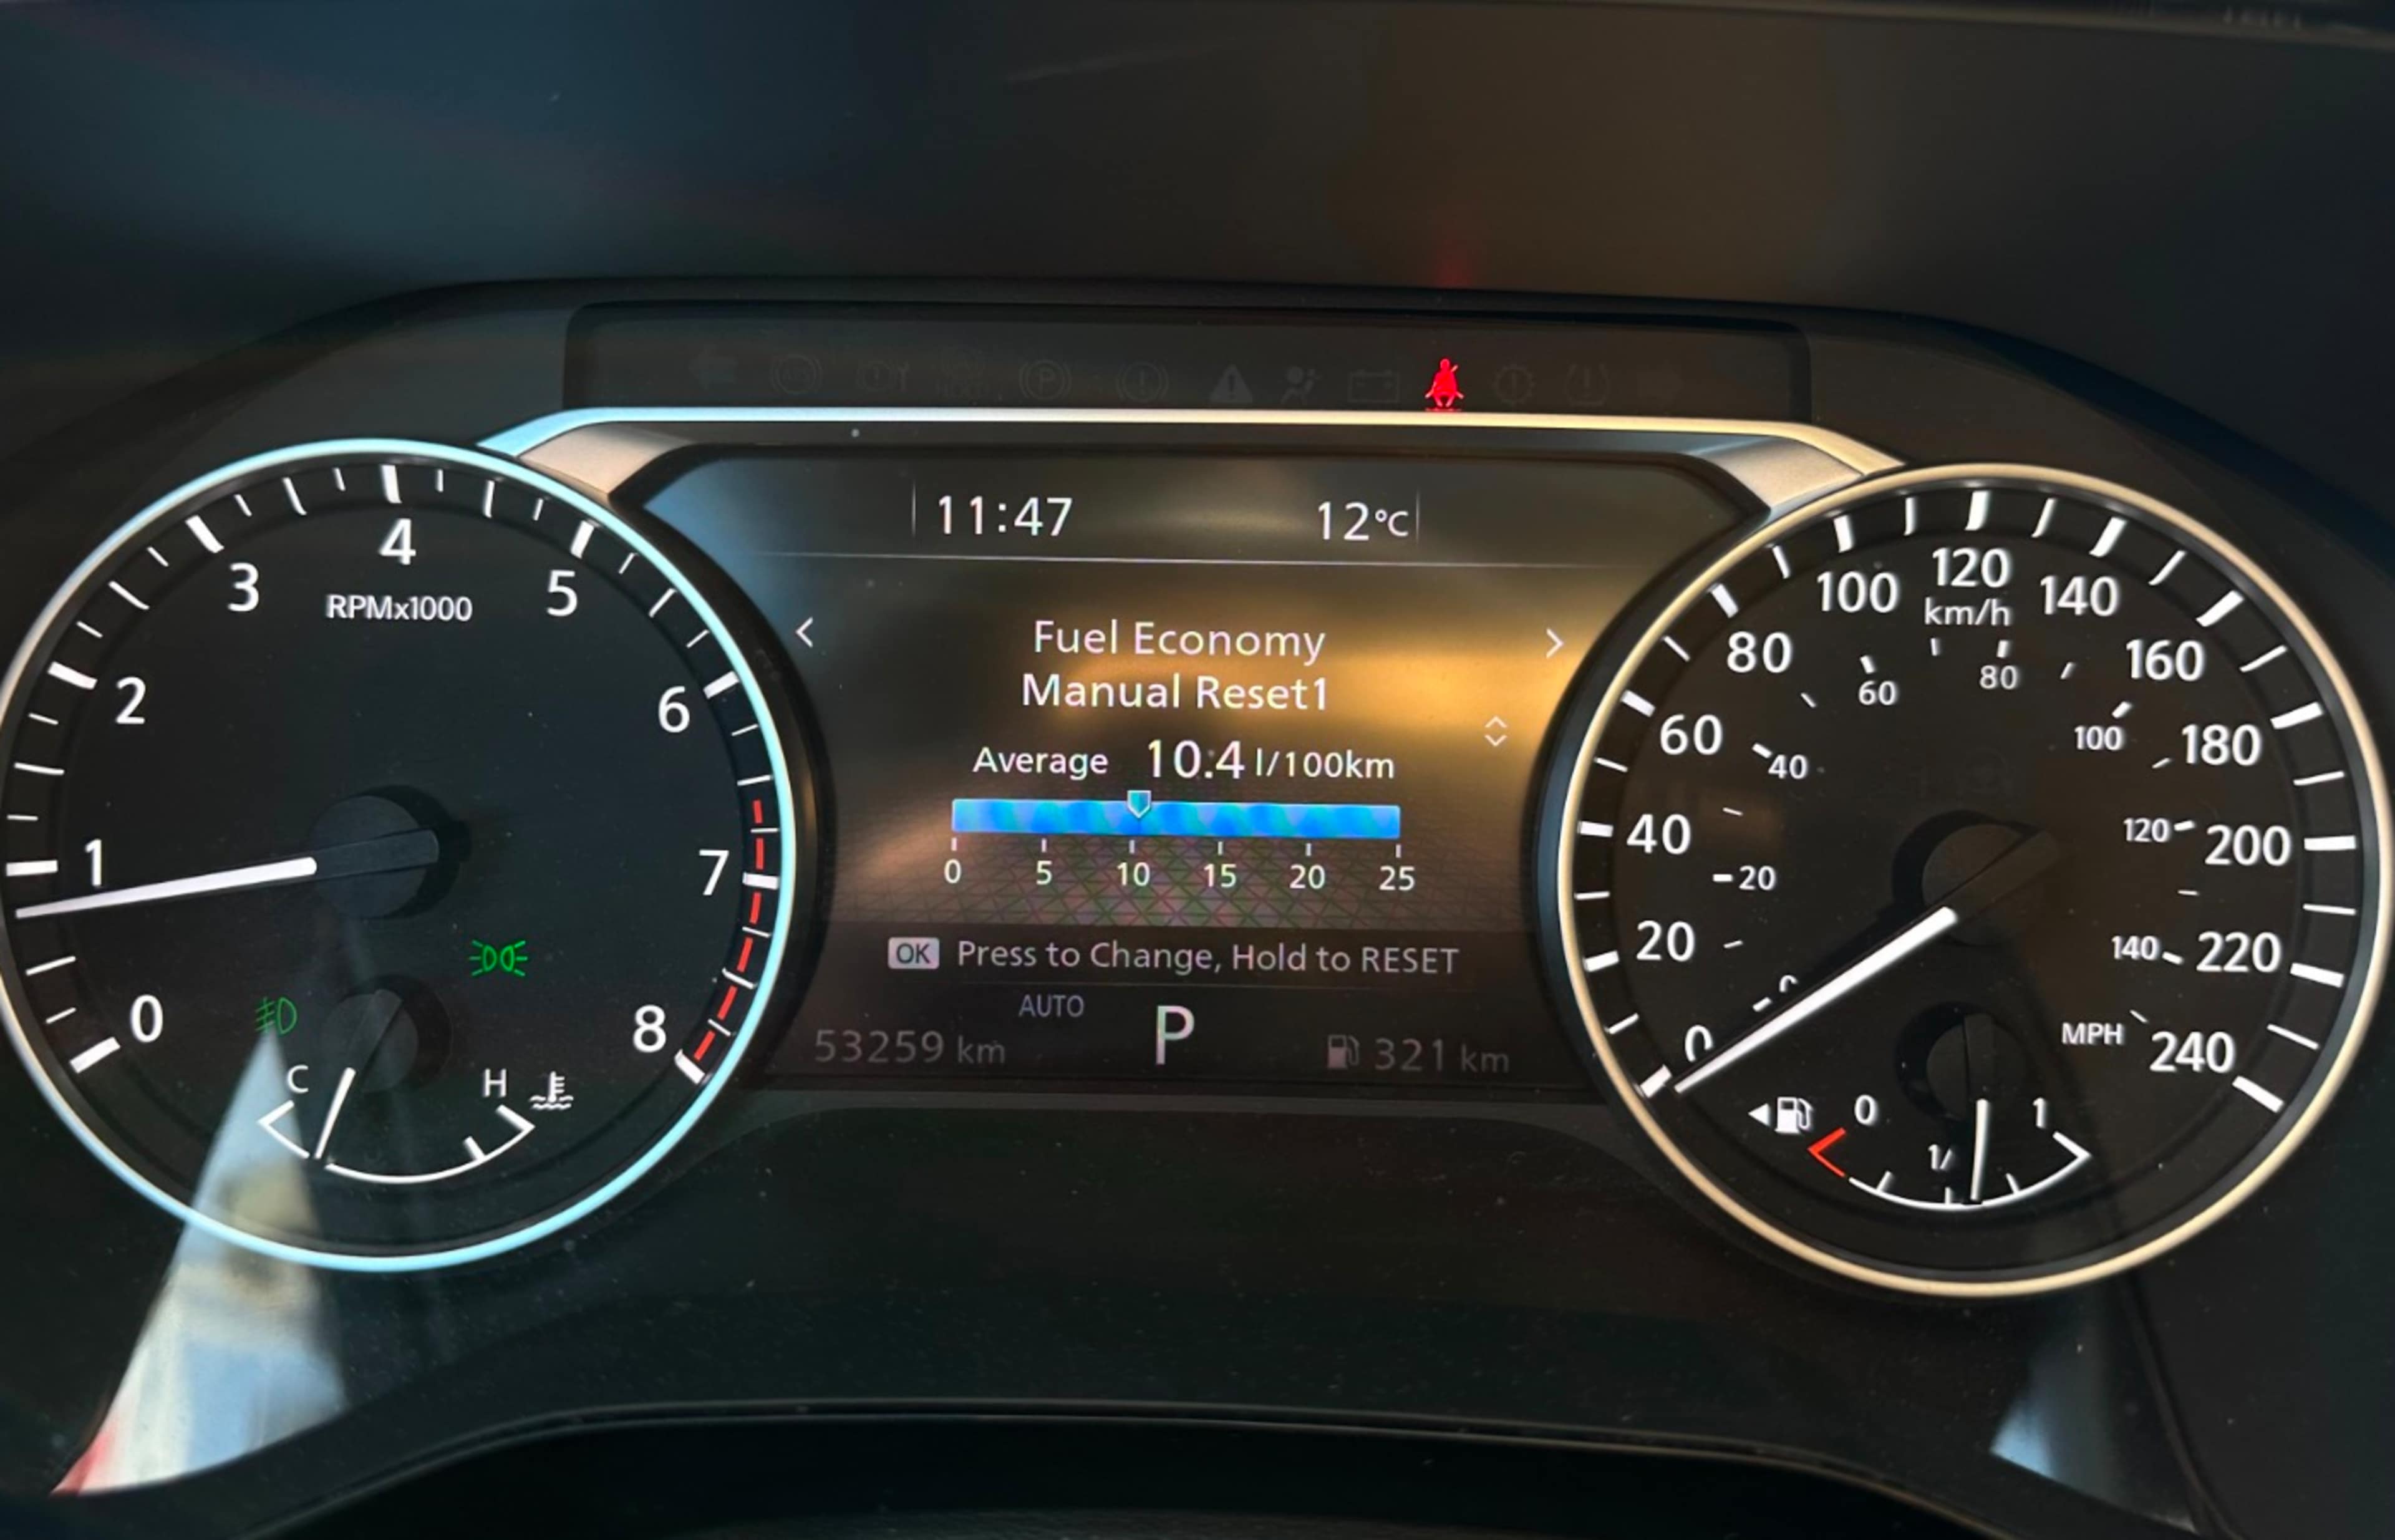 11:47 12°C
Fuel Economy
Manual Reset1
Average 10.4 l/100km
0 5 10 15 20 25
OK Press to Change, Hold to RESET
AUTO
53259 km P 321 km
0 1 2 3 4 5 6 7 8
RPMx1000
C H
0 20 40 60 80 100 120 140 160 180 200 220 240
km/h
0 20 40 60 80 100 120 140
MPH
0 1/ 1